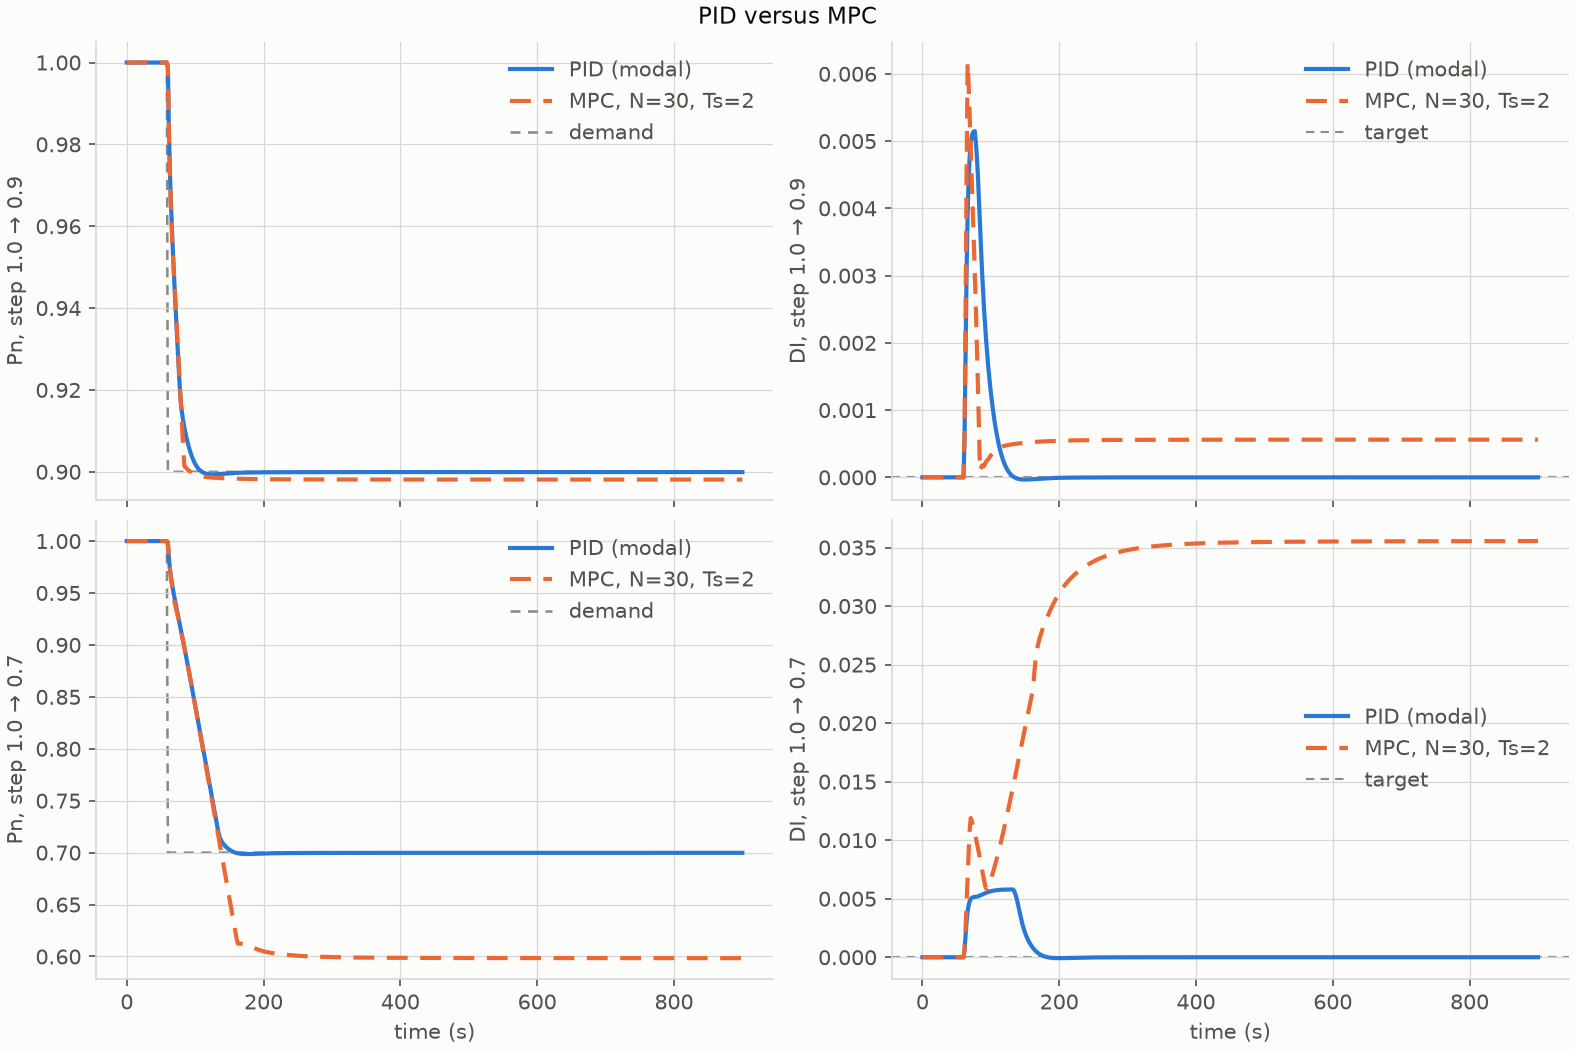 PID versus MPC
Pn, step 1.0 → 0.9
1.00
0.98
0.96
0.94
0.92
0.90
PID (modal)
MPC, N=30, Ts=2
demand
DI, step 1.0 → 0.9
0.006
0.005
0.004
0.003
0.002
0.001
0.000
PID (modal)
MPC, N=30, Ts=2
target
Pn, step 1.0 → 0.7
1.00
0.95
0.90
0.85
0.80
0.75
0.70
0.65
0.60
PID (modal)
MPC, N=30, Ts=2
demand
0 200 400 600 800
time (s)
DI, step 1.0 → 0.7
0.035
0.030
0.025
0.020
0.015
0.010
0.005
0.000
PID (modal)
MPC, N=30, Ts=2
target
0 200 400 600 800
time (s)